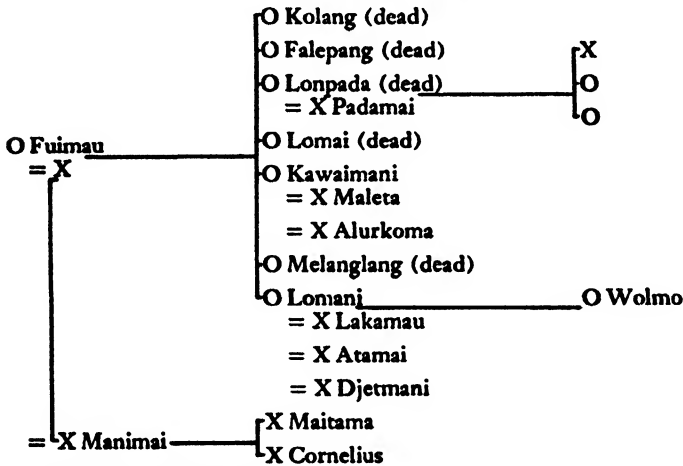 O Kolang (dead)
O Falepang (dead) X
O Lonpada (dead) O
= X Padamai O
O Fuimau O Lomai (dead)
= X O Kawaimani
= X Maleta
= X Alurkoma
O Melanglang (dead)
O Lomani O Wolmo
= X Lakamau
= X Atamai
= X Djetmani
X Maitama
= X Manimai
X Cornelius